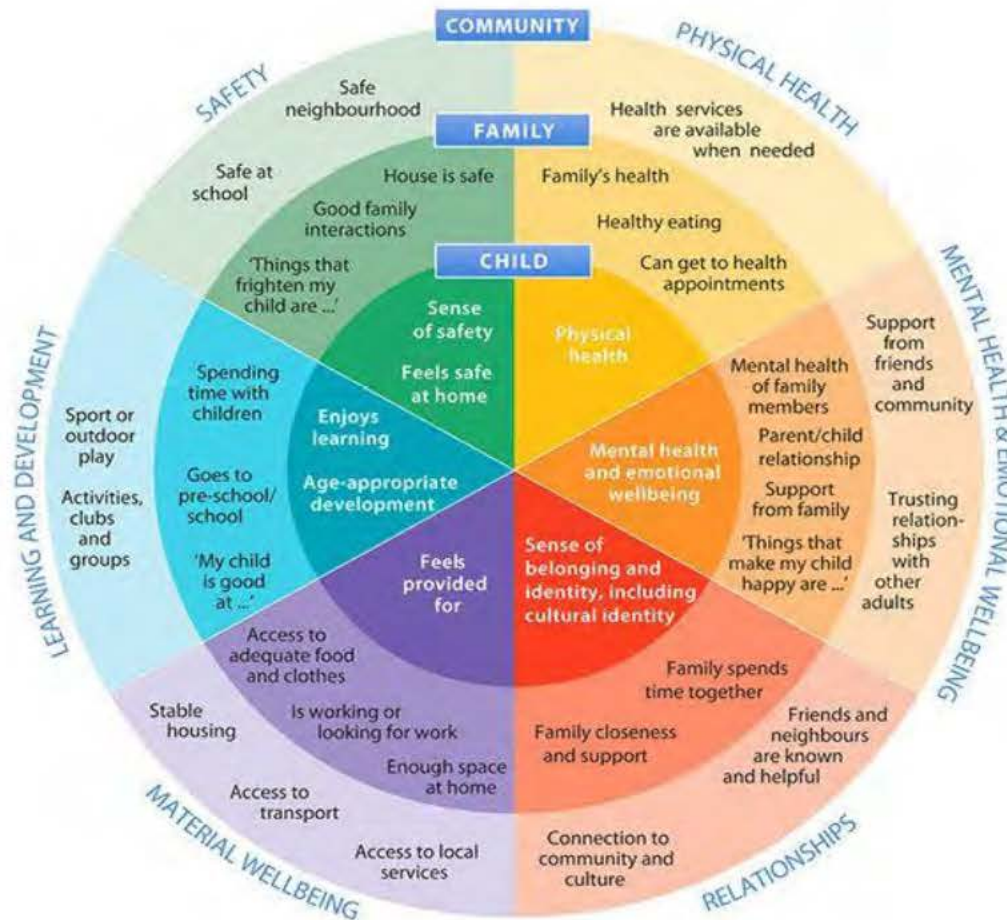 COMMUNITY
FAMILY
CHILD
SAFETY
Safe
neighbourhood
Safe at
school
House is safe
Good family
interactions
'Things that
frighten my
child are ...'
Sense
of safety
Feels safe
at home
PHYSICAL HEALTH
Health services
are available
when needed
Family's health
Healthy eating
Can get to health
appointments
Physical
health
MENTAL HEALTH & EMOTIONAL WELLBEING
Support
from
friends
and
community
Trusting
relation-
ships
with
other
adults
Mental health
of family
members
Parent/child
relationship
Support
from family
'Things that
make my child
happy are ...'
Mental health
and emotional
wellbeing
RELATIONSHIPS
Friends and
neighbours
are known
and helpful
Connection to
community and
culture
Family spends
time together
Family closeness
and support
Sense of
belonging and
identity, including
cultural identity
MATERIAL WELLBEING
Stable
housing
Access to
transport
Access to local
services
Access to
adequate food
and clothes
Is working or
looking for work
Enough space
at home
Feels
provided
for
LEARNING AND DEVELOPMENT
Sport or
outdoor
play
Activities,
clubs
and
groups
Spending
time with
children
Goes to
pre-school/
school
'My child
is good
at ...'
Enjoys
learning
Age-appropriate
development